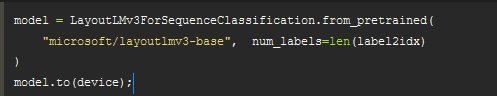 model = LayoutLMv3ForSequenceClassification.from_pretrained(
    "microsoft/layoutlmv3-base",  num_labels=len(label2idx)
)
model.to(device);